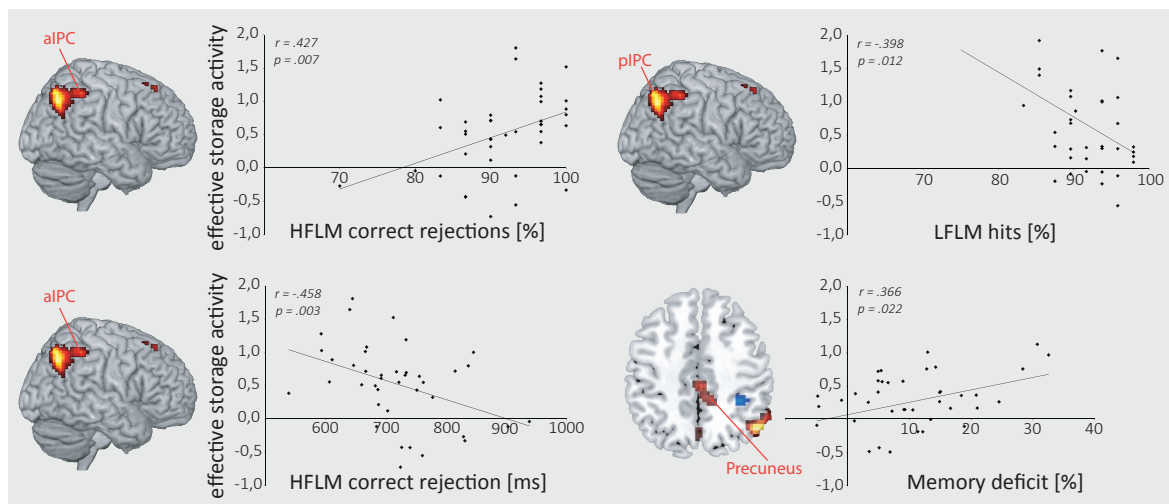 aIPC
effective storage activity
2,0
1,5
1,0
0,5
0,0
-0,5
-1,0
r = .427
p = .007
70 80 90 100
HFLM correct rejections [%]
pIPC
2,0
1,5
1,0
0,5
0,0
-0,5
-1,0
r = -.398
p = .012
70 80 90 100
LFLM hits [%]
aIPC
effective storage activity
2,0
1,5
1,0
0,5
0,0
-0,5
-1,0
r = -.458
p = .003
600 700 800 900 1000
HFLM correct rejection [ms]
Precuneus
2,0
1,5
1,0
0,5
0,0
-0,5
-1,0
r = .366
p = .022
10 20 30 40
Memory deficit [%]